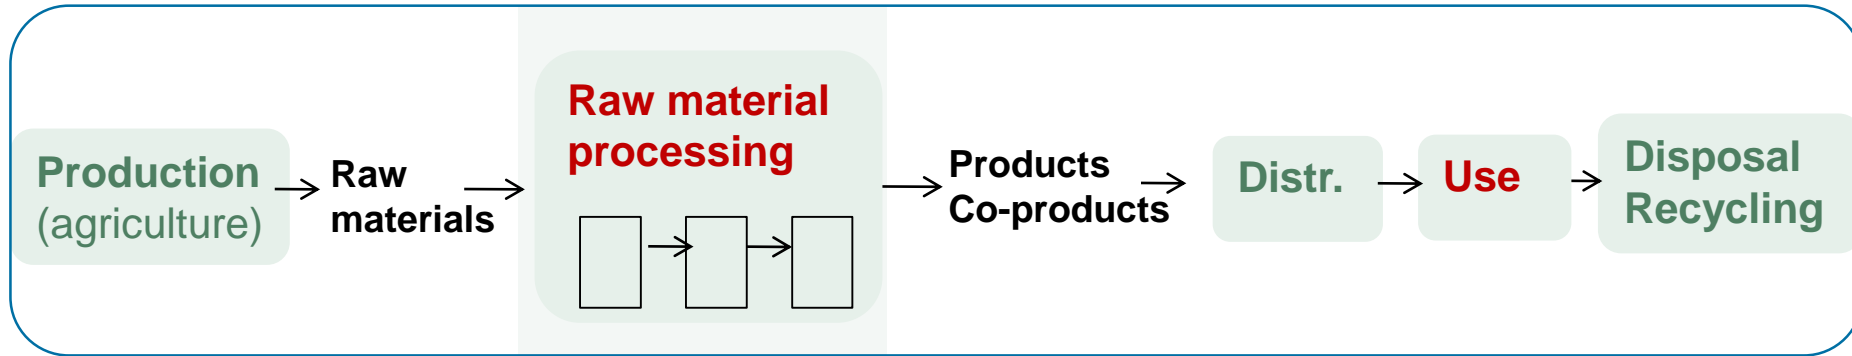 Production
(agriculture)
Raw
materials
Raw material
processing
Products
Co-products
Distr.
Use
Disposal
Recycling